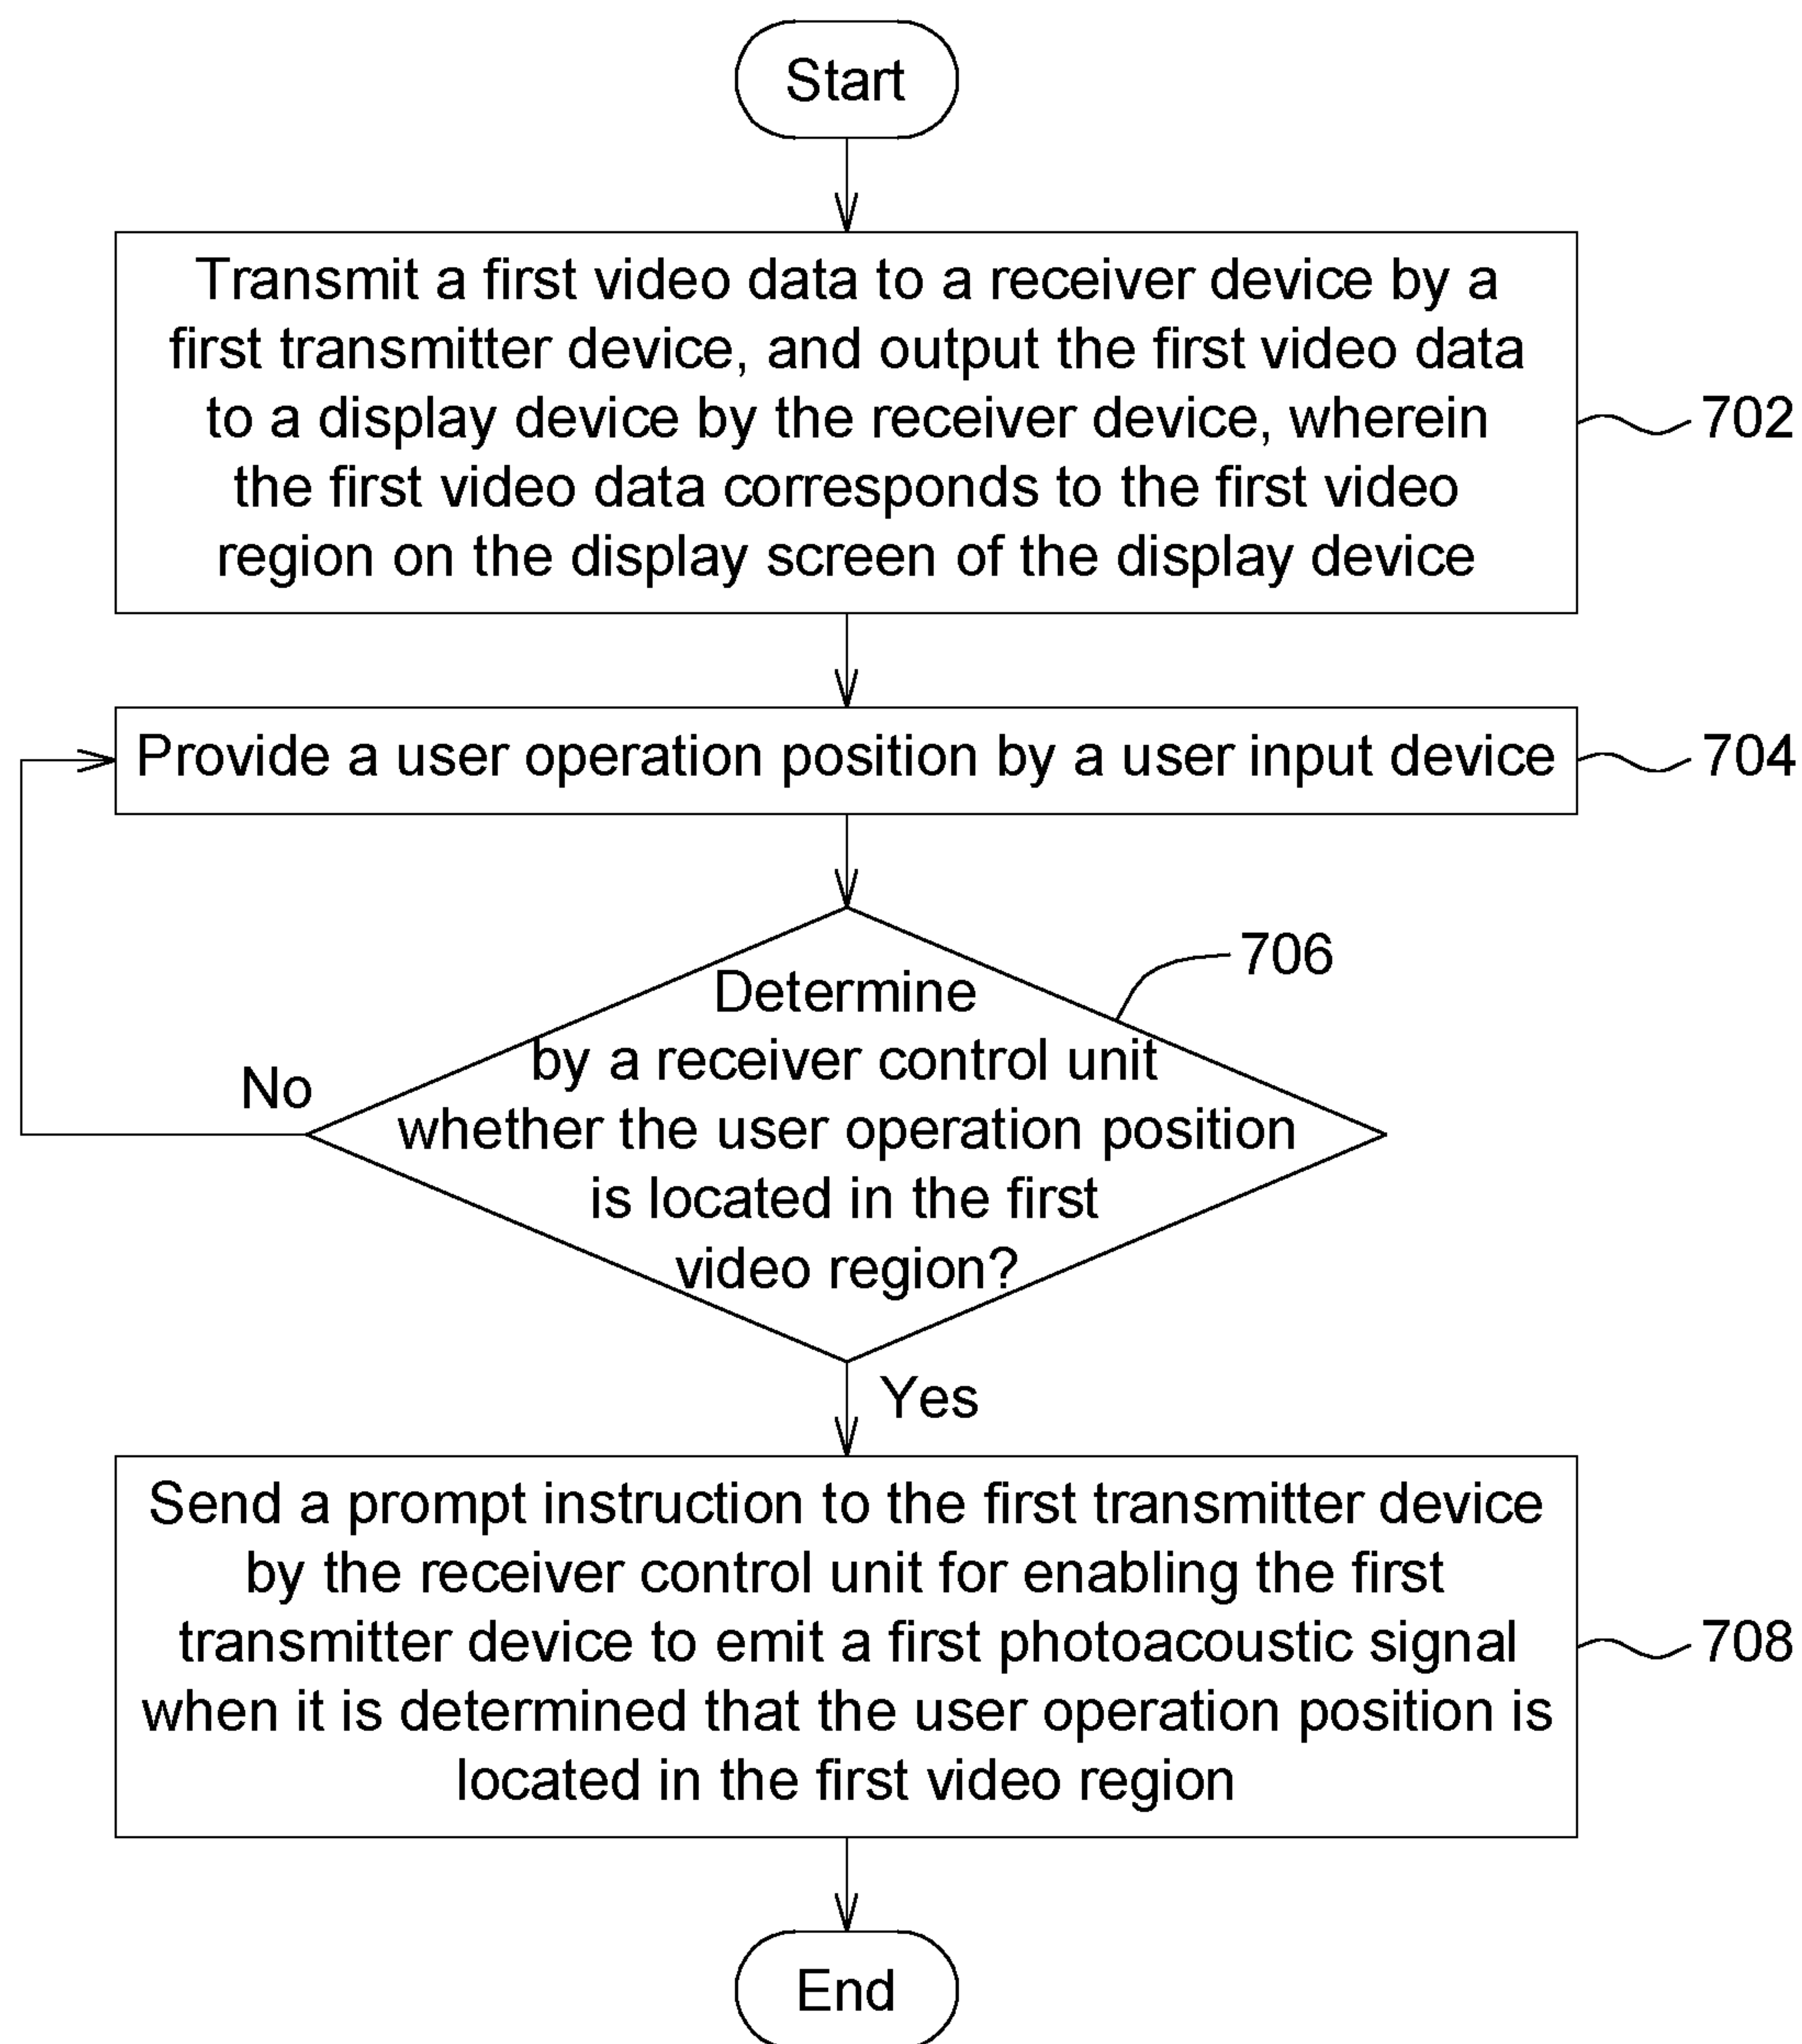 Start
Transmit a first video data to a receiver device by a
first transmitter device, and output the first video data
to a display device by the receiver device, wherein
the first video data corresponds to the first video
region on the display screen of the display device
702
Provide a user operation position by a user input device
704
706
Determine
by a receiver control unit
whether the user operation position
is located in the first
video region?
No
Yes
Send a prompt instruction to the first transmitter device
by the receiver control unit for enabling the first
transmitter device to emit a first photoacoustic signal
when it is determined that the user operation position is
located in the first video region
708
End